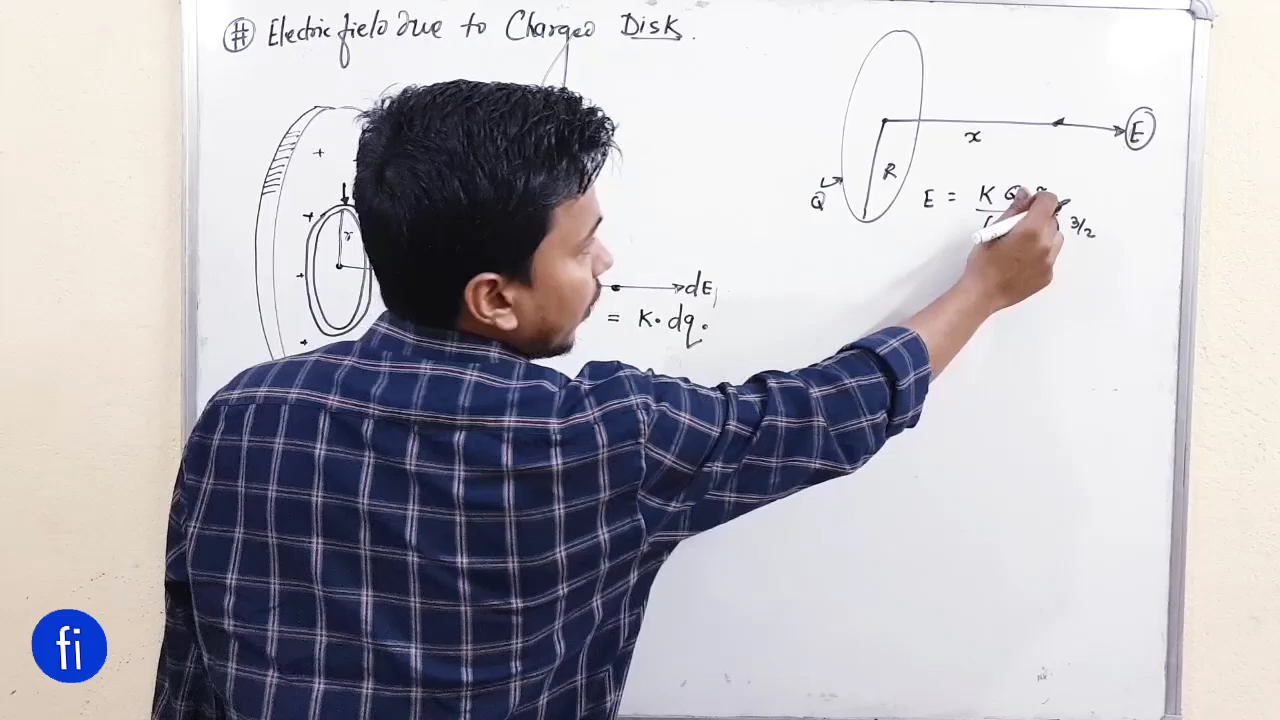 # Electric field due to Charged Disk.
+
+
+
+
r
dE
= K. dq.
E
x
R
Q
E = K Q
3/2
fi